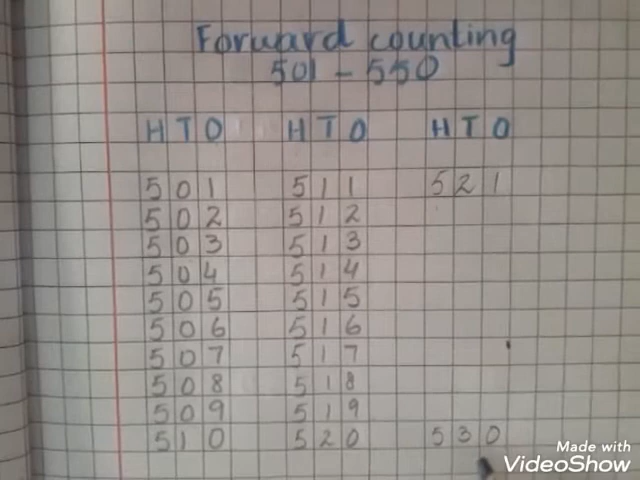 Forward counting
501 - 550
H T O H T O H T O
5 0 1 5 1 1 5 2 1
5 0 2 5 1 2
5 0 3 5 1 3
5 0 4 5 1 4
5 0 5 5 1 5
5 0 6 5 1 6
5 0 7 5 1 7
5 0 8 5 1 8
5 0 9 5 1 9
5 1 0 5 2 0 5 3 0
Made with
VideoShow